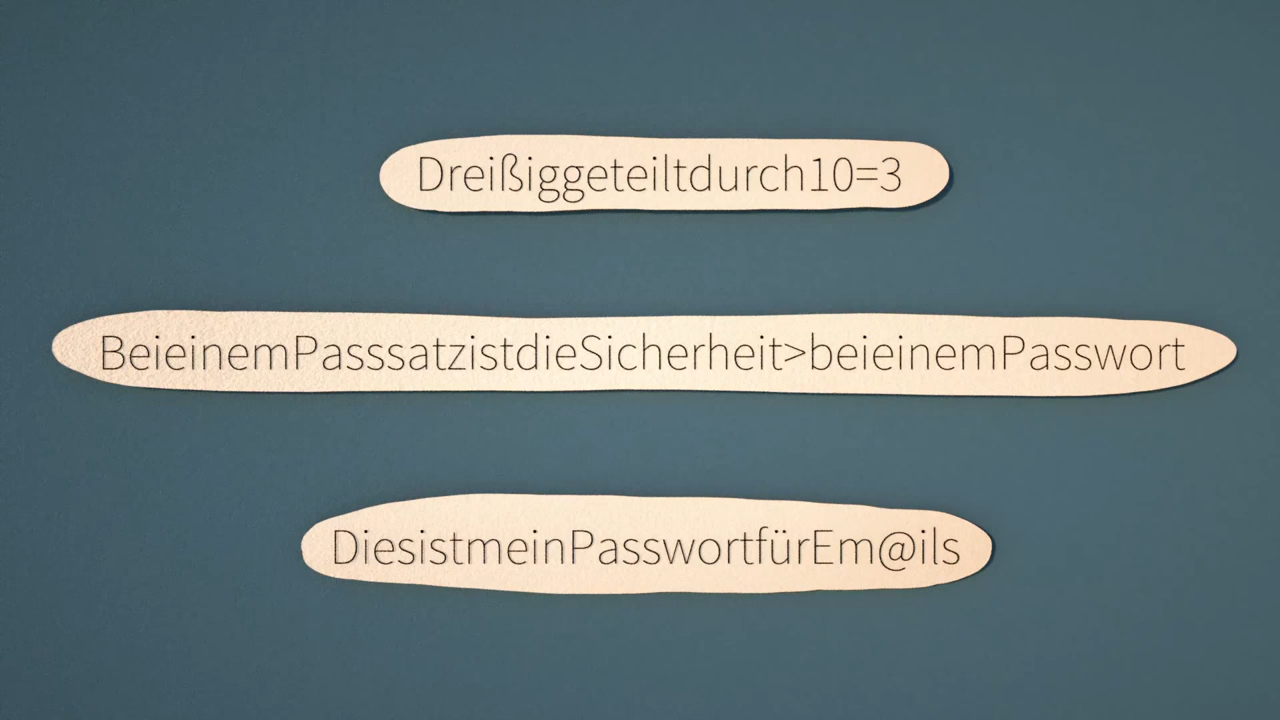 Dreißiggeteiltdurch10=3
BeieinemPasssatzistdieSicherheit>beieinemPasswort
DiesistmeinPasswortfürEm@ils